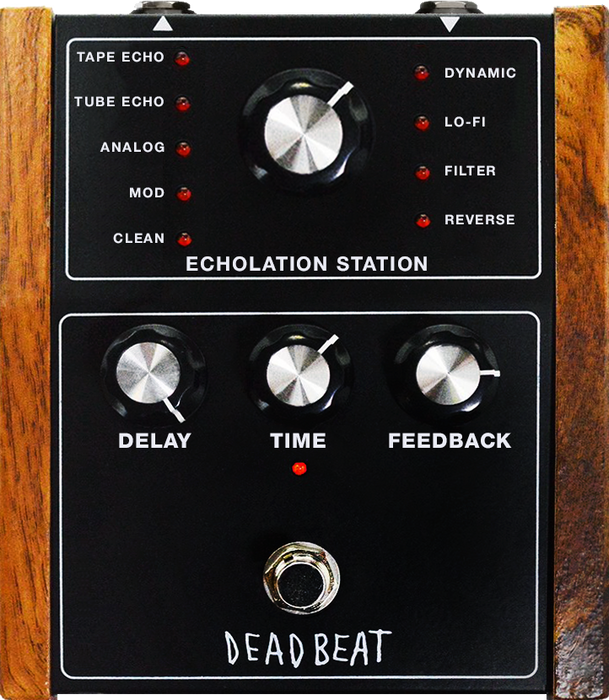 TAPE ECHO
TUBE ECHO
ANALOG
MOD
CLEAN
DYNAMIC
LO-FI
FILTER
REVERSE
ECHOLATION STATION
DELAY TIME FEEDBACK
DEADBEAT